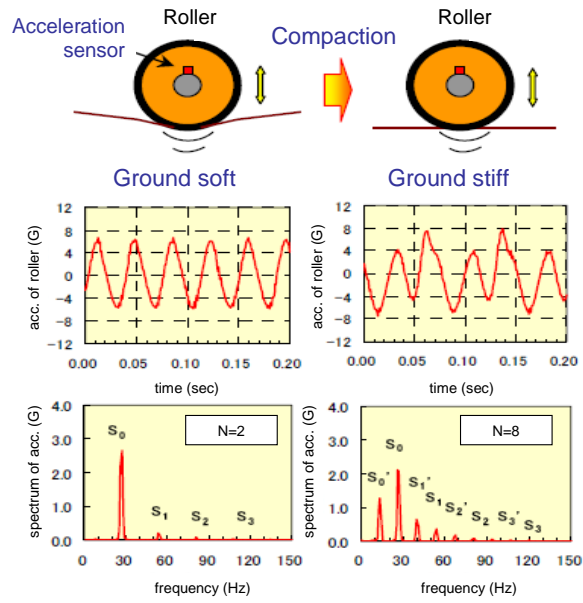 Roller
Roller
Acceleration
sensor
Compaction
Ground soft
Ground stiff
acc. of roller (G)
12
8
4
0
−4
−8
−12
0.00 0.05 0.10 0.15 0.20
time (sec)
acc. of roller (G)
12
8
4
0
−4
−8
−12
0.00 0.05 0.10 0.15 0.20
time (sec)
spectrum of acc. (G)
4.0
3.0
2.0
1.0
0.0
N=2
S₀
S₁ S₂ S₃
0 30 60 90 120 150
frequency (Hz)
spectrum of acc. (G)
4.0
3.0
2.0
1.0
0.0
N=8
S₀
S₀′ S₁′ S₁ S₂′ S₂ S₃′ S₃
0 30 60 90 120 150
frequency (Hz)